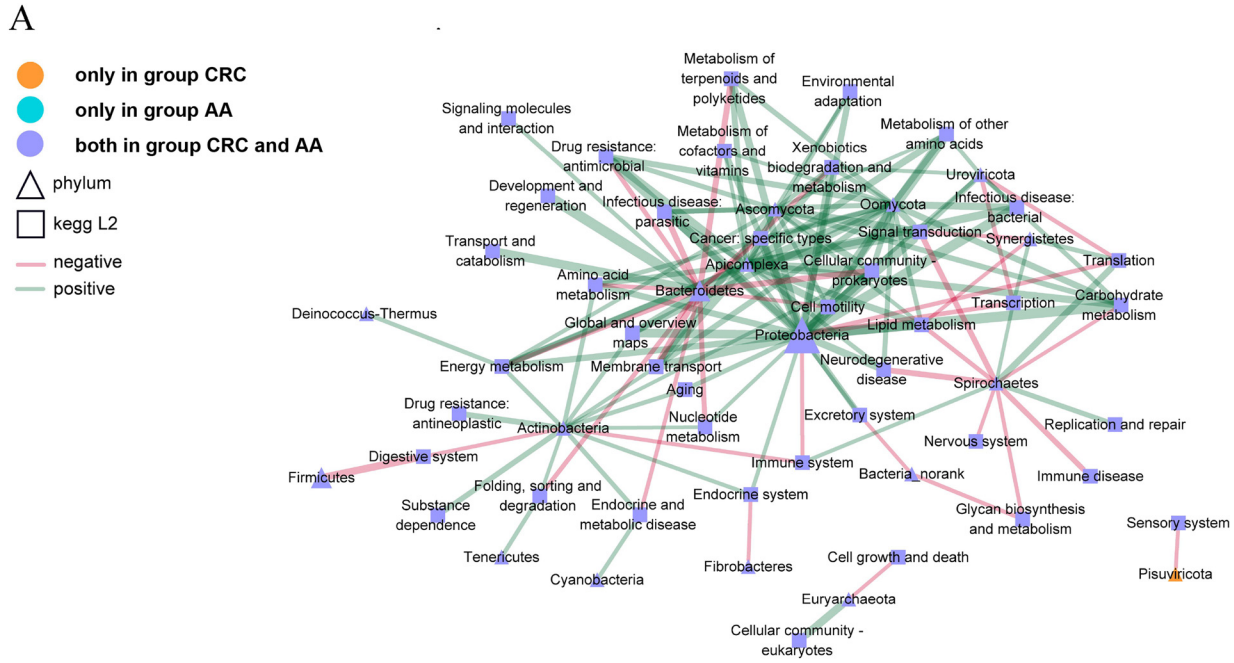 A
only in group CRC
only in group AA
both in group CRC and AA
phylum
kegg L2
negative
positive
Metabolism of
terpenoids and
polyketides
Environmental
adaptation
Signaling molecules
and interaction
Metabolism of
cofactors and
vitamins
Metabolism of other
amino acids
Drug resistance:
antimicrobial
Xenobiotics
biodegradation and
metabolism
Uroviricota
Development and
regeneration
Infectious disease:
parasitic
Ascomycota
Oomycota
Infectious disease:
bacterial
Transport and
catabolism
Cancer: specific types
Signal transduction
Synergistetes
Amino acid
metabolism
Apicomplexa
Cellular community -
prokaryotes
Translation
Bacteroidetes
Cell motility
Transcription
Carbohydrate
metabolism
Deinococcus-Thermus
Global and overview
maps
Proteobacteria
Lipid metabolism
Energy metabolism
Membrane transport
Neurodegenerative
disease
Spirochaetes
Aging
Drug resistance:
antineoplastic
Actinobacteria
Nucleotide
metabolism
Excretory system
Replication and repair
Nervous system
Digestive system
Firmicutes
Immune system
Bacteria_norank
Immune disease
Substance
dependence
Folding, sorting and
degradation
Endocrine and
metabolic disease
Endocrine system
Glycan biosynthesis
and metabolism
Sensory system
Tenericutes
Cyanobacteria
Fibrobacteres
Cell growth and death
Pisuviricota
Euryarchaeota
Cellular community -
eukaryotes